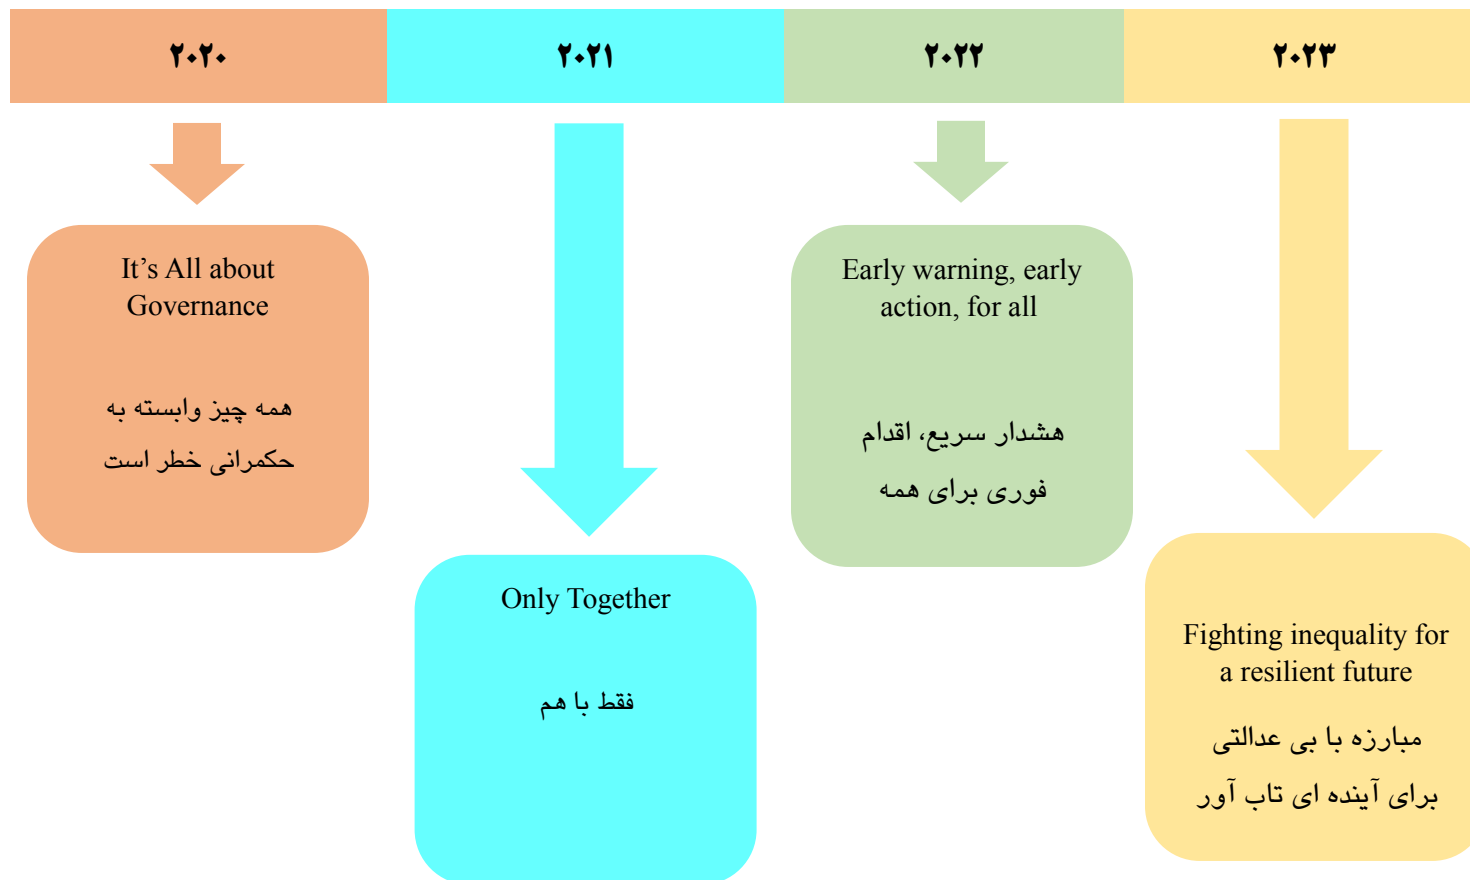 ۲۰۲۰
۲۰۲۱
۲۰۲۲
۲۰۲۳
It’s All about
Governance
همه چیز وابسته به
حکمرانی خطر است
Only Together
فقط با هم
Early warning, early
action, for all
هشدار سریع، اقدام
فوری برای همه
Fighting inequality for
a resilient future
مبارزه با بی عدالتی
برای آینده ای تاب آور